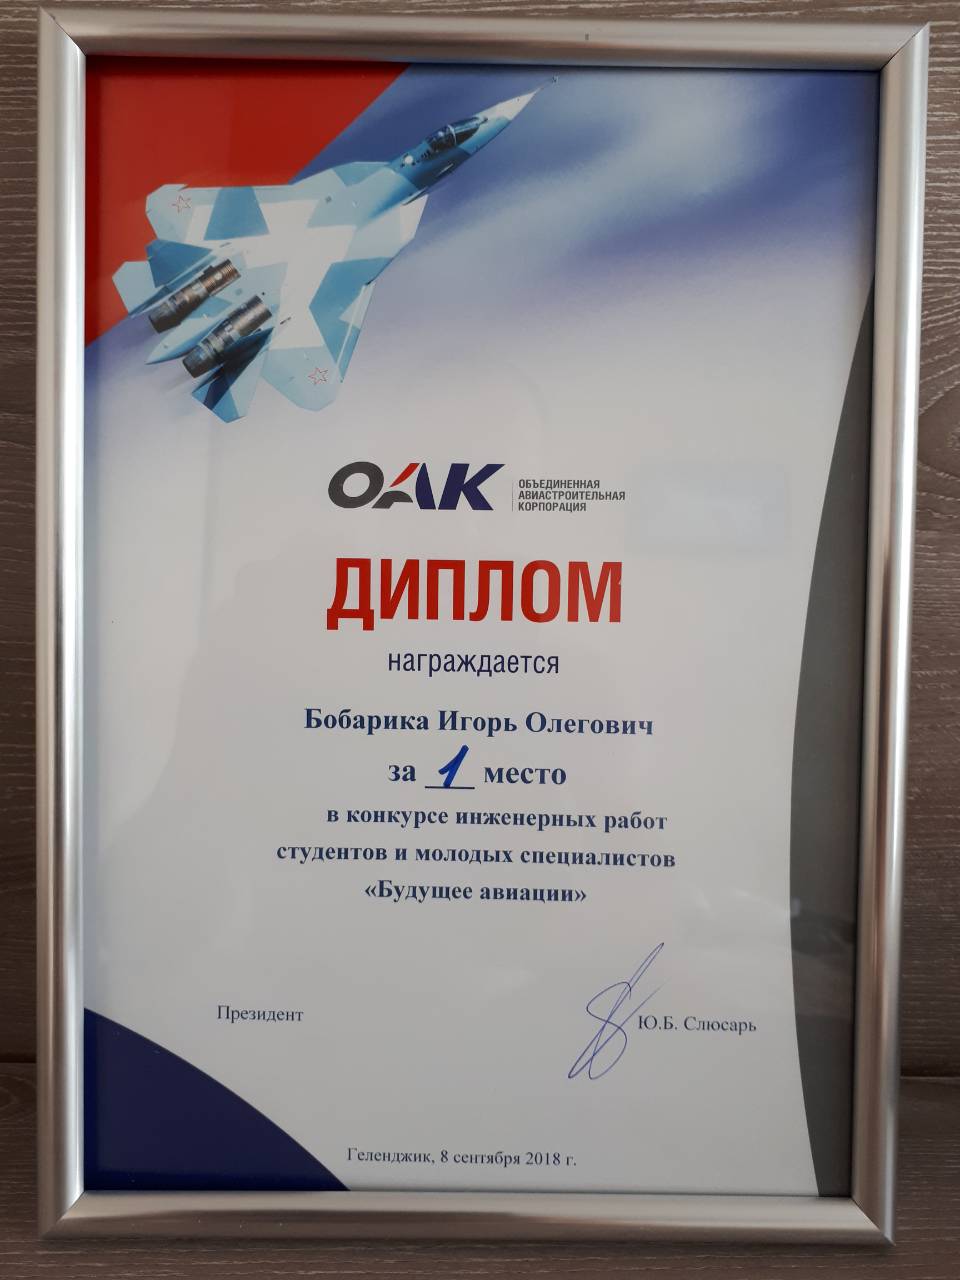 ОАК
ОБЪЕДИНЕННАЯ
АВИАСТРОИТЕЛЬНАЯ
КОРПОРАЦИЯ
ДИПЛОМ
награждается
Бобарика Игорь Олегович
за 1 место
в конкурсе инженерных работ
студентов и молодых специалистов
«Будущее авиации»
Президент
Ю.Б. Слюсарь
Геленджик, 8 сентября 2018 г.